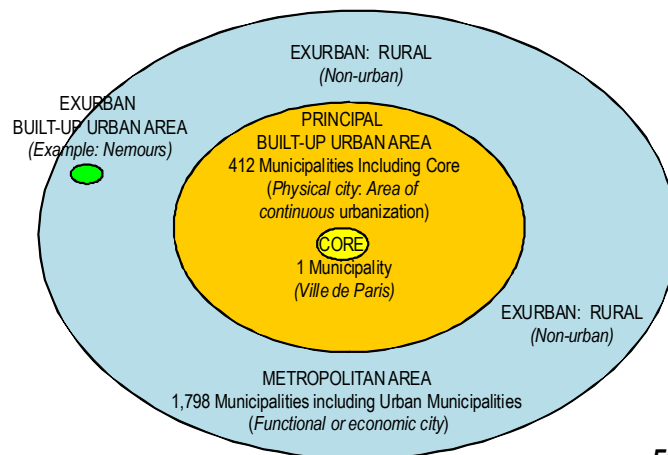 EXURBAN: RURAL
(Non-urban)
EXURBAN
BUILT-UP URBAN AREA
(Example: Nemours)
PRINCIPAL
BUILT-UP URBAN AREA
412 Municipalities Including Core
(Physical city: Area of
continuous urbanization)
CORE
1 Municipality
(Ville de Paris)
EXURBAN: RURAL
(Non-urban)
METROPOLITAN AREA
1,798 Municipalities including Urban Municipalities
(Functional or economic city)